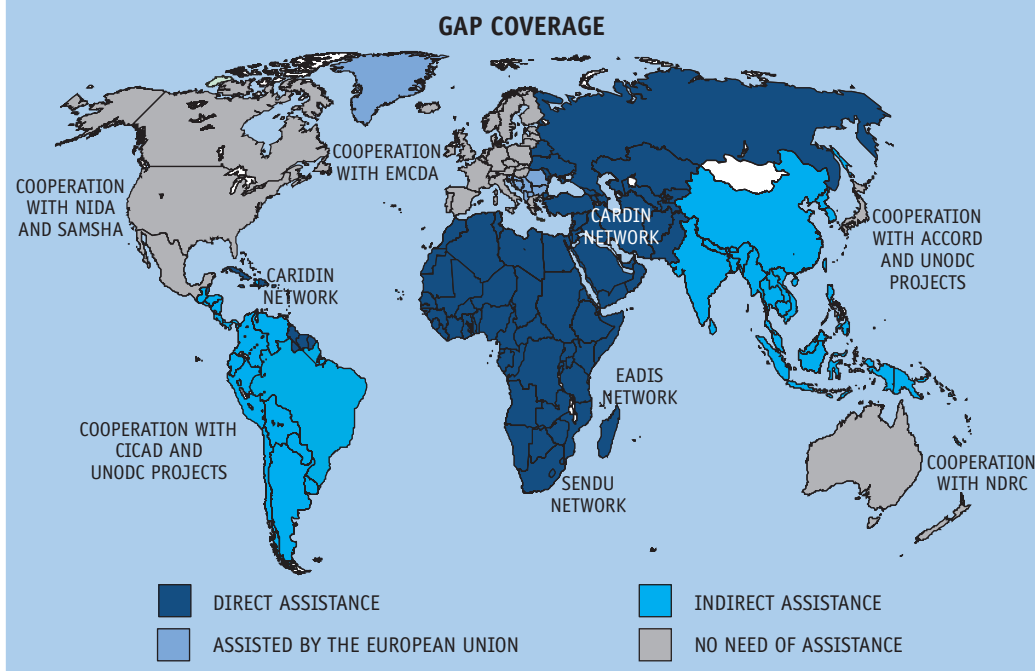 GAP COVERAGE
COOPERATION
WITH EMCDA
COOPERATION
WITH NIDA
AND SAMSHA
CARDIN
NETWORK
COOPERATION
WITH ACCORD
AND UNODC
PROJECTS
CARIDIN
NETWORK
EADIS
NETWORK
COOPERATION WITH
CICAD AND
UNODC PROJECTS
SENDU
NETWORK
COOPERATION
WITH NDRC
DIRECT ASSISTANCE
INDIRECT ASSISTANCE
ASSISTED BY THE EUROPEAN UNION
NO NEED OF ASSISTANCE